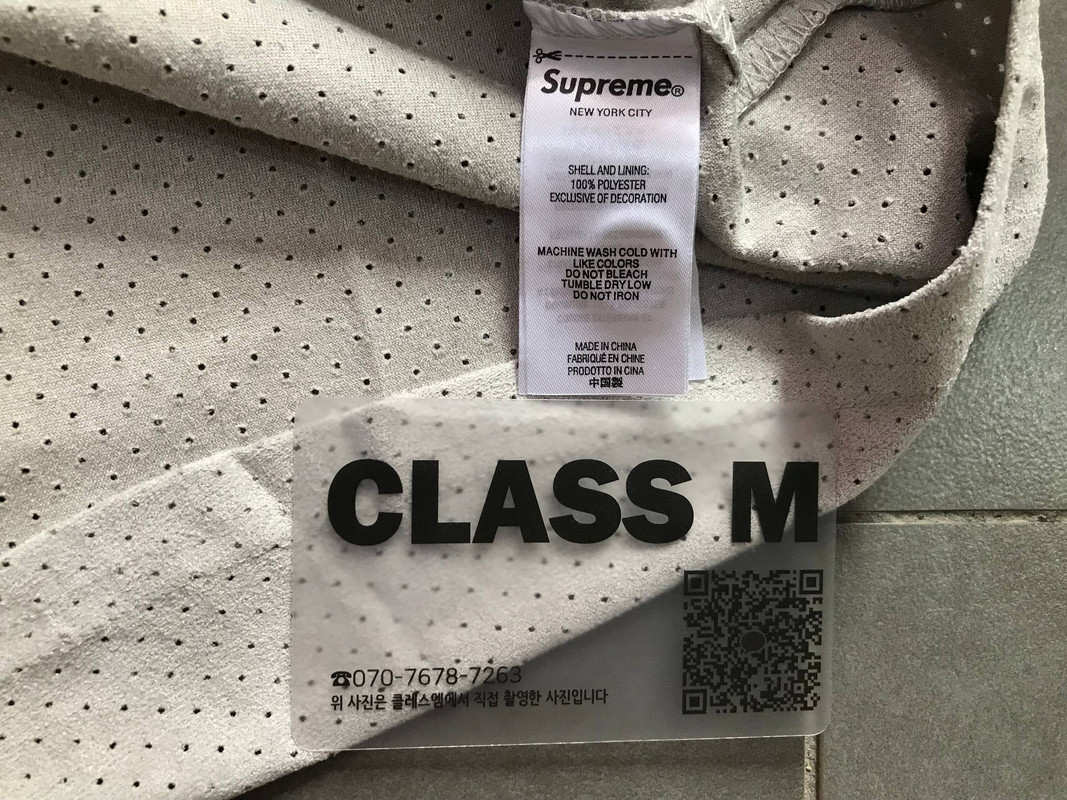 Supreme®
NEW YORK CITY
SHELL AND LINING:
100% POLYESTER
EXCLUSIVE OF DECORATION
MACHINE WASH COLD WITH
LIKE COLORS
DO NOT BLEACH
TUMBLE DRY LOW
DO NOT IRON
MADE IN CHINA
FABRIQUÉ EN CHINE
PRODOTTO IN CINA
中国製
CLASS M
☎070-7678-7263
위 사진은 클레스엠에서 직접 촬영한 사진입니다